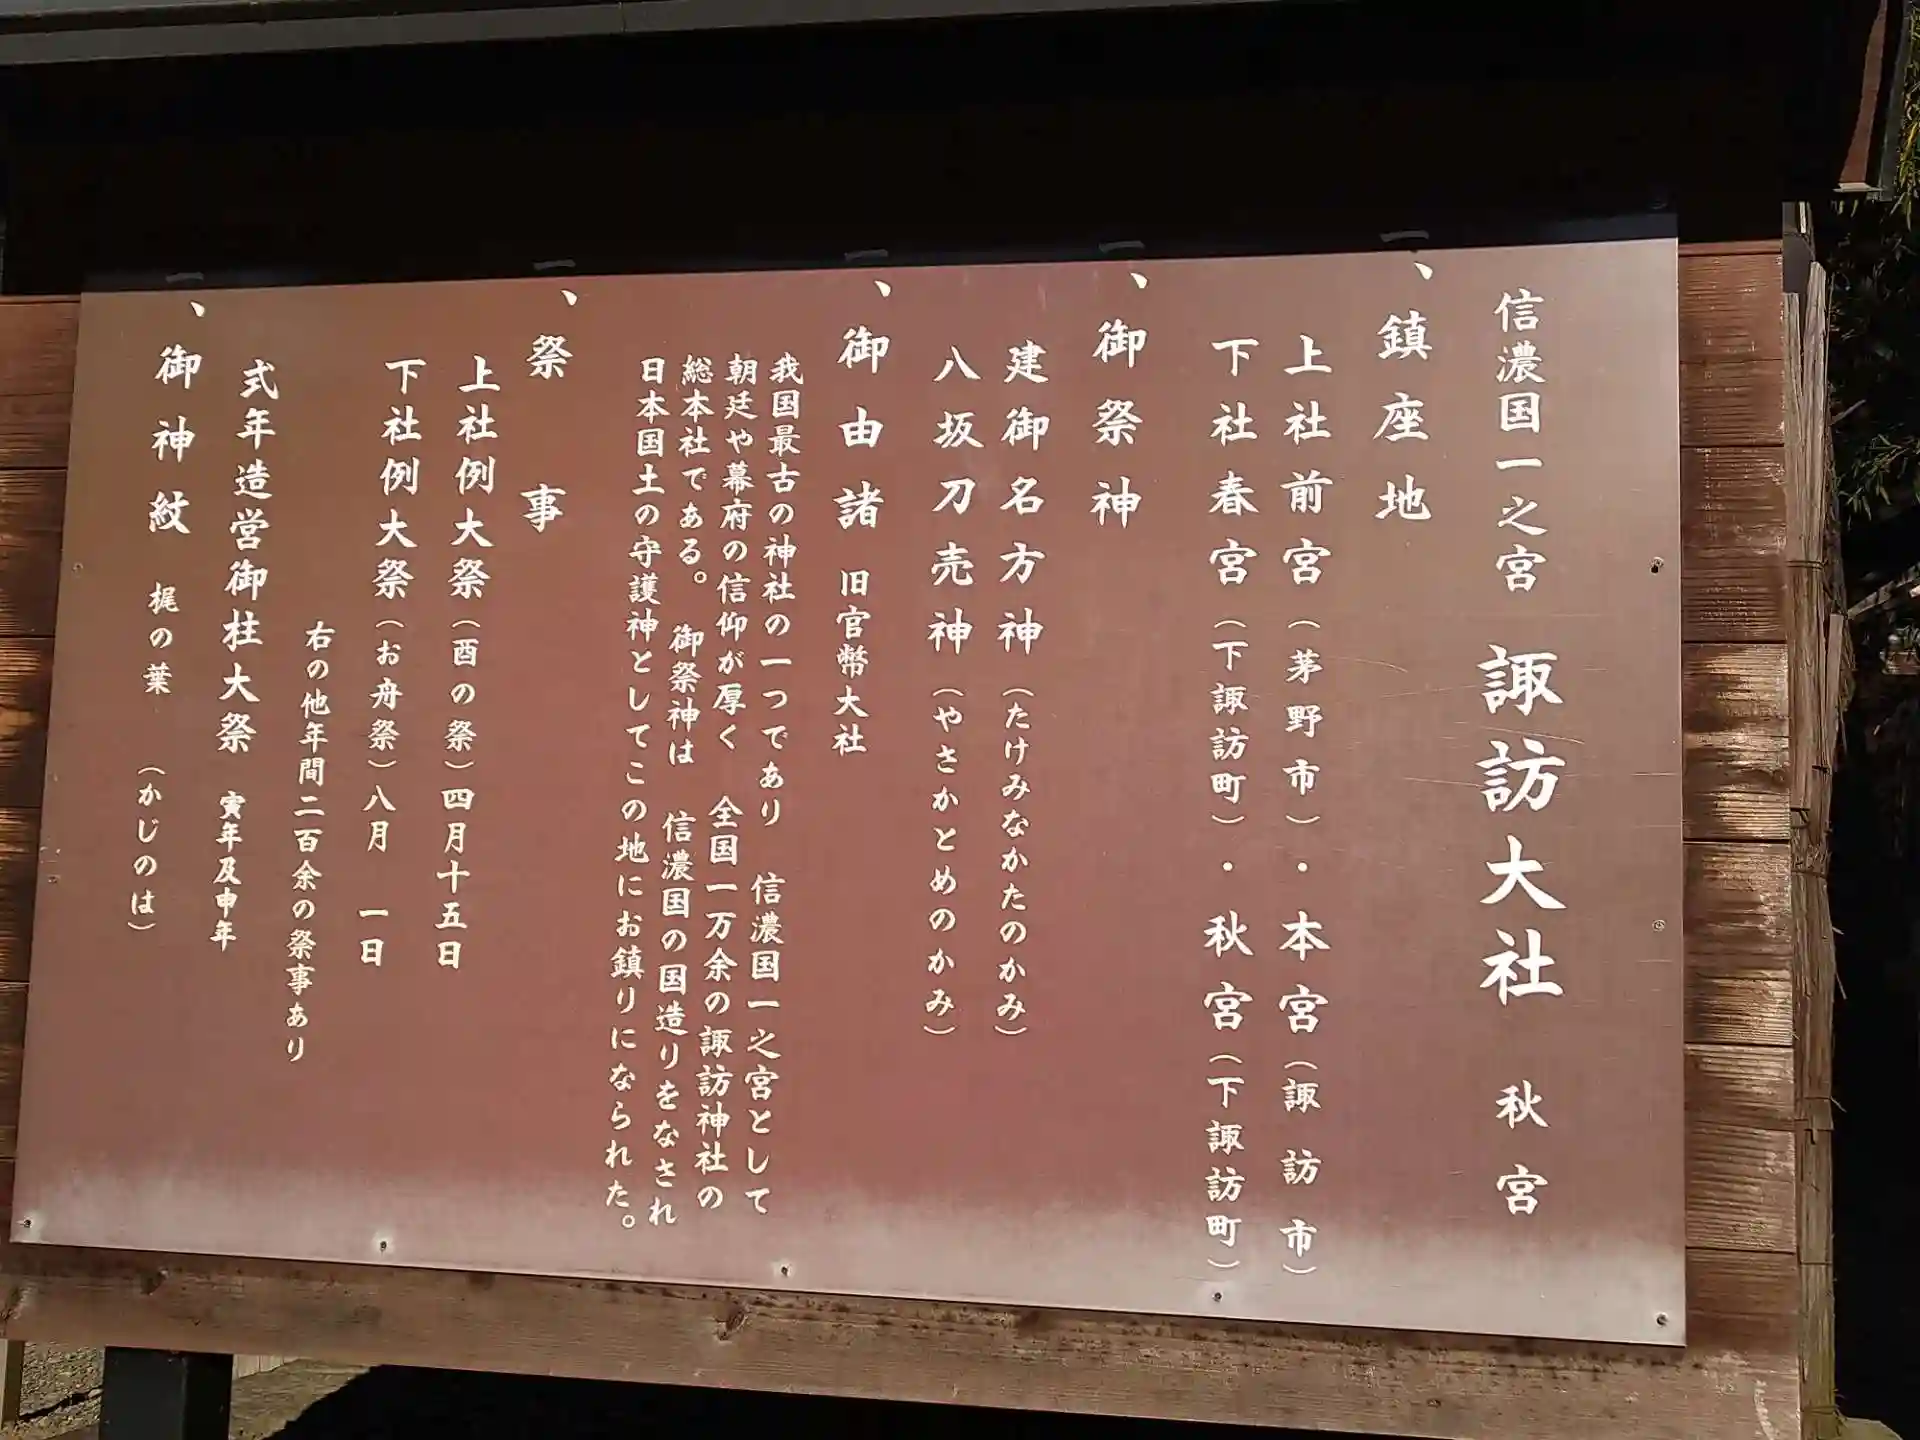 信濃国一之宮 諏訪大社 秋宮
一、鎮座地
上社前宮（茅野市）・本宮（諏訪市）
下社春宮（下諏訪町）・秋宮（下諏訪町）
一、御祭神
建御名方神（たけみなかたのかみ）
八坂刀売神（やさかとめのかみ）
一、御由諸 旧官幣大社
我国最古の神社の一つであり 信濃国一之宮として
朝廷や幕府の信仰が厚く 全国一万余の諏訪神社の
総本社である。 御祭神は 信濃国の国造りをなされ
日本国土の守護神としてこの地にお鎮りになられた。
一、祭事
上社例大祭（酉の祭）四月十五日
下社例大祭（お舟祭）八月 一日
右の他年間二百余の祭事あり
式年造営御柱大祭 寅年及申年
一、御神紋 梶の葉 （かじのは）